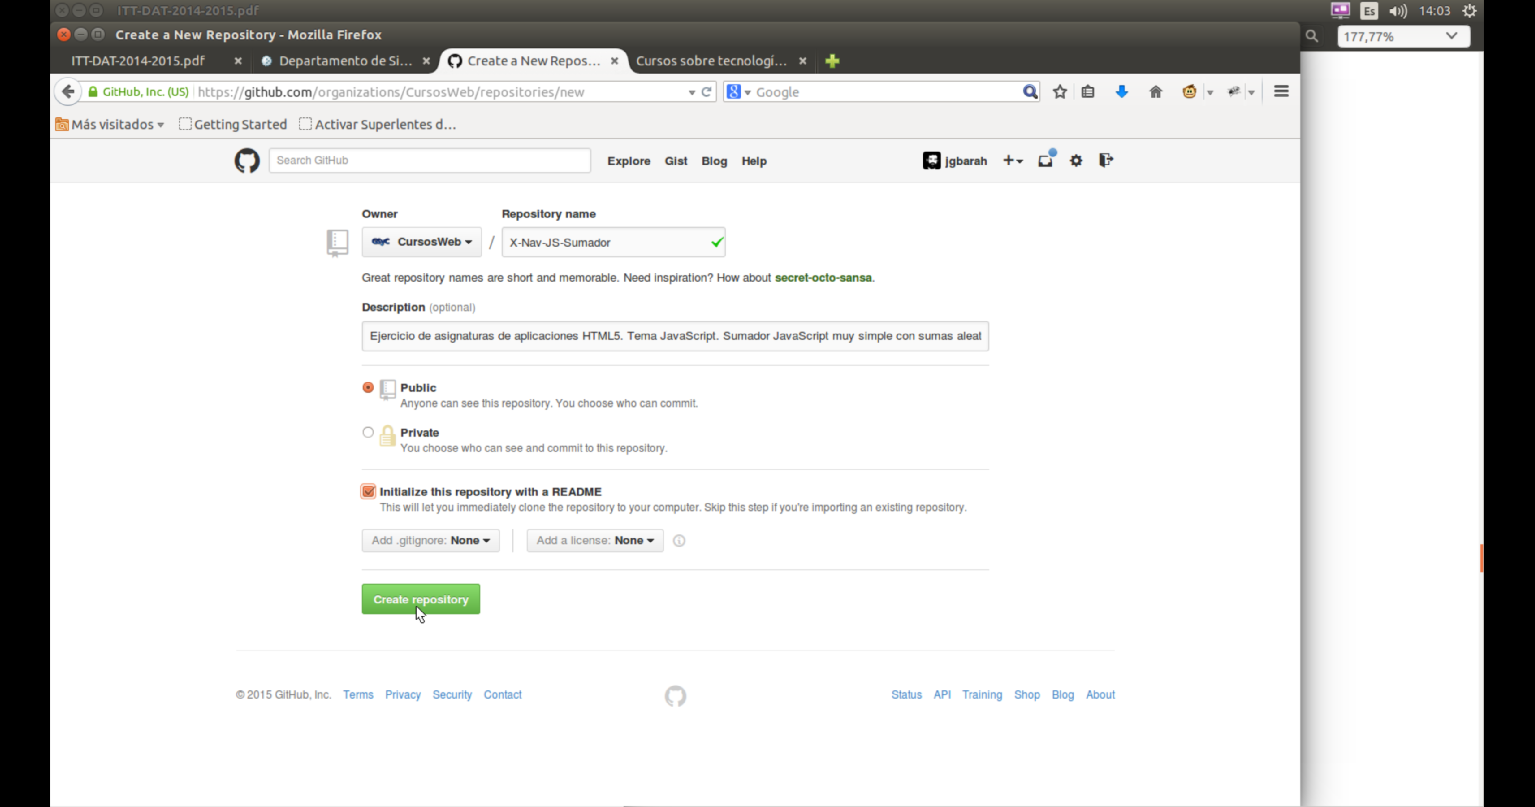 ITT-DAT-2014-2015.pdf
Es 14:03
Create a New Repository - Mozilla Firefox
177,77%
ITT-DAT-2014-2015.pdf × Departamento de Si... × Create a New Repos... × Cursos sobre tecnologí... ×
GitHub, Inc. (US) https://github.com/organizations/CursosWeb/repositories/new
Google
Más visitados Getting Started Activar Superlentes d...
Search GitHub
Explore Gist Blog Help
jgbarah
Owner Repository name
CursosWeb / X-Nav-JS-Sumador
Great repository names are short and memorable. Need inspiration? How about secret-octo-sansa.
Description (optional)
Ejercicio de asignaturas de aplicaciones HTML5. Tema JavaScript. Sumador JavaScript muy simple con sumas aleat
Public
Anyone can see this repository. You choose who can commit.
Private
You choose who can see and commit to this repository.
Initialize this repository with a README
This will let you immediately clone the repository to your computer. Skip this step if you're importing an existing repository.
Add .gitignore: None Add a license: None
Create repository
© 2015 GitHub, Inc. Terms Privacy Security Contact
Status API Training Shop Blog About